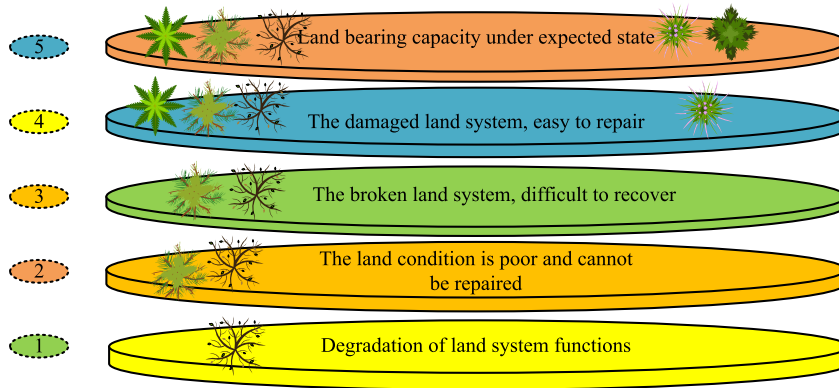 5
Land bearing capacity under expected state
4
The damaged land system, easy to repair
3
The broken land system, difficult to recover
2
The land condition is poor and cannot
be repaired
1
Degradation of land system functions